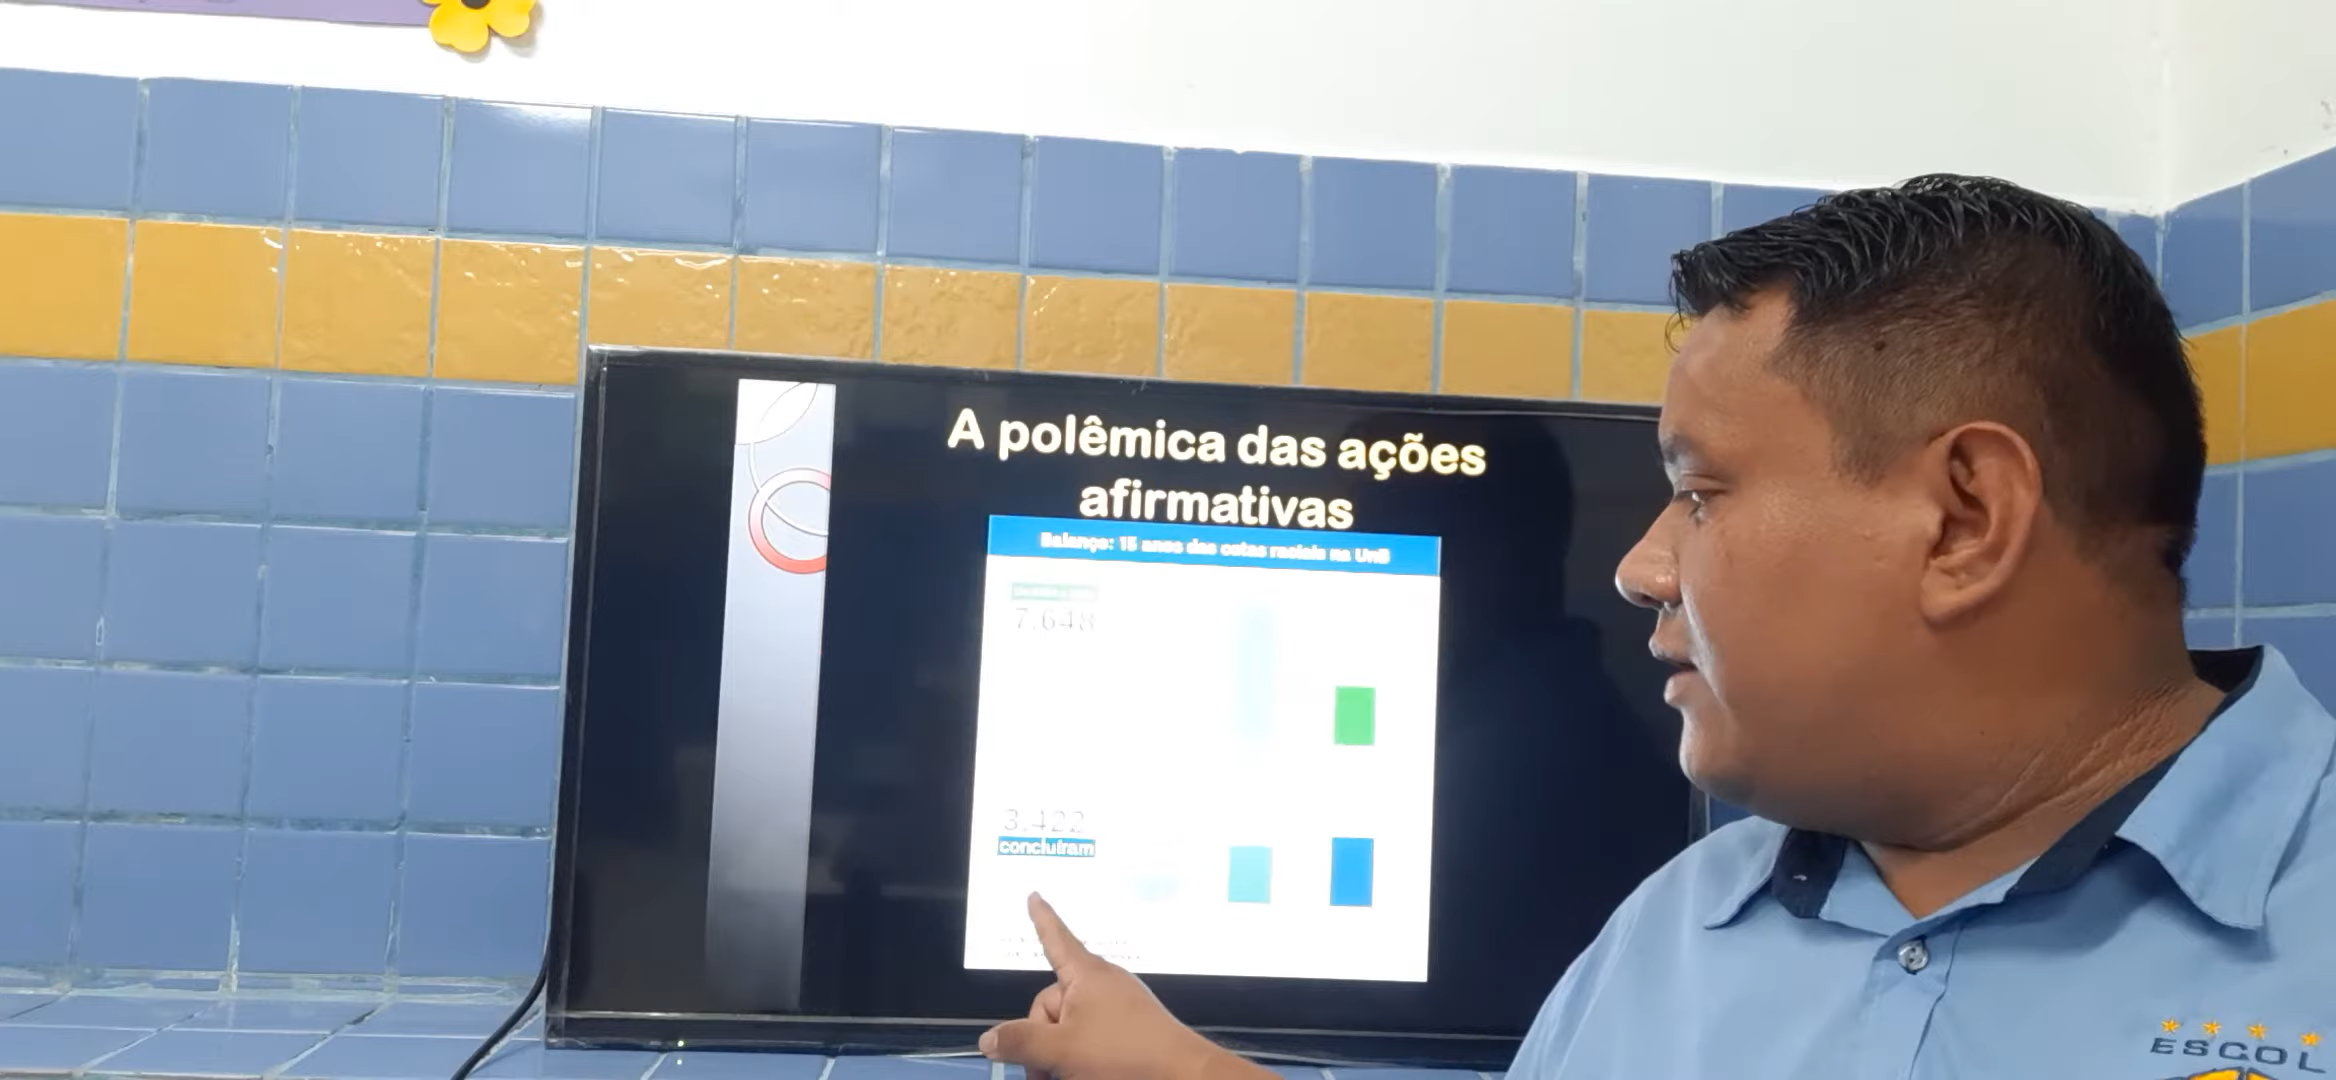 A polêmica das ações
afirmativas
Balanço: 15 anos das cotas raciais na UnB
7.648
3.422
concluíram
ESCOL